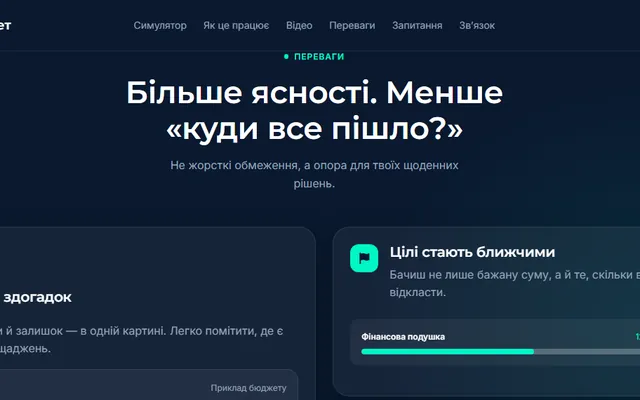 ет
Симулятор
Як це працює
Відео
Переваги
Запитання
Зв'язок
ПЕРЕВАГИ
Більше ясності. Менше
«куди все пішло?»
Не жорсткі обмеження, а опора для твоїх щоденних
рішень.
здогадок
й залишок — в одній картині. Легко помітити, де є
щаджень.
Приклад бюджету
Цілі стають ближчими
Бачиш не лише бажану суму, а й те, скільки в
відкласти.
Фінансова подушка